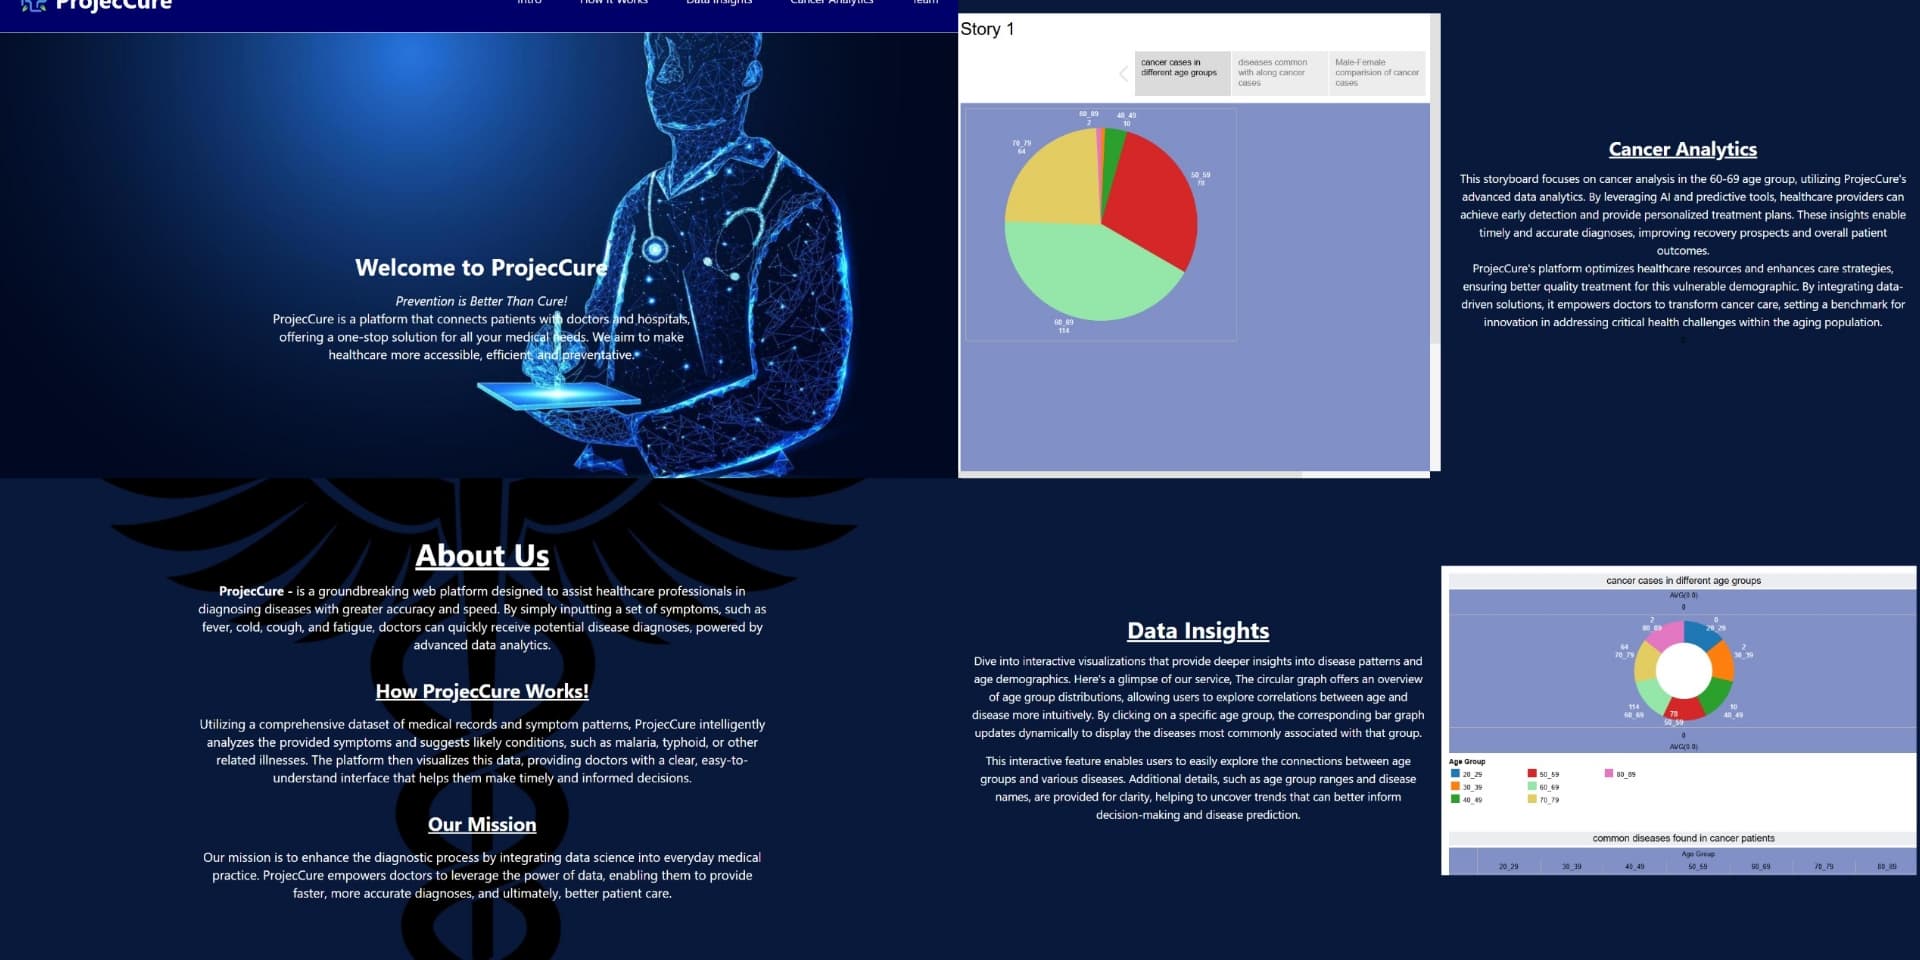 ProjecCure
Intro
How It Works
Data Insights
Cancer Analytics
Team
Welcome to ProjecCure
Prevention is Better Than Cure!
ProjecCure is a platform that connects patients with doctors and hospitals,
offering a one-stop solution for all your medical needs. We aim to make
healthcare more accessible, efficient, and preventative.
Story 1
cancer cases in
different age groups
diseases common
with along cancer
cases
Male-Female
comparision of cancer
cases
80_89
2
40_49
10
70_79
64
50_59
78
60_69
114
Cancer Analytics
This storyboard focuses on cancer analysis in the 60-69 age group, utilizing ProjecCure's
advanced data analytics. By leveraging AI and predictive tools, healthcare providers can
achieve early detection and provide personalized treatment plans. These insights enable
timely and accurate diagnoses, improving recovery prospects and overall patient
outcomes.
ProjecCure's platform optimizes healthcare resources and enhances care strategies,
ensuring better quality treatment for this vulnerable demographic. By integrating data-
driven solutions, it empowers doctors to transform cancer care, setting a benchmark for
innovation in addressing critical health challenges within the aging population.
About Us
ProjecCure - is a groundbreaking web platform designed to assist healthcare professionals in
diagnosing diseases with greater accuracy and speed. By simply inputting a set of symptoms, such as
fever, cold, cough, and fatigue, doctors can quickly receive potential disease diagnoses, powered by
advanced data analytics.
How ProjecCure Works!
Utilizing a comprehensive dataset of medical records and symptom patterns, ProjecCure intelligently
analyzes the provided symptoms and suggests likely conditions, such as malaria, typhoid, or other
related illnesses. The platform then visualizes this data, providing doctors with a clear, easy-to-
understand interface that helps them make timely and informed decisions.
Our Mission
Our mission is to enhance the diagnostic process by integrating data science into everyday medical
practice. ProjecCure empowers doctors to leverage the power of data, enabling them to provide
faster, more accurate diagnoses, and ultimately, better patient care.
Data Insights
Dive into interactive visualizations that provide deeper insights into disease patterns and
age demographics. Here's a glimpse of our service, The circular graph offers an overview
of age group distributions, allowing users to explore correlations between age and
disease more intuitively. By clicking on a specific age group, the corresponding bar graph
updates dynamically to display the diseases most commonly associated with that group.
This interactive feature enables users to easily explore the connections between age
groups and various diseases. Additional details, such as age group ranges and disease
names, are provided for clarity, helping to uncover trends that can better inform
decision-making and disease prediction.
cancer cases in different age groups
AVG(0.0)
0
2
80_89
0
20_29
64
70_79
2
30_39
114
60_69
78
50_59
10
40_49
0
AVG(0.0)
Age Group
20_29
50_59
80_89
30_39
60_69
40_49
70_79
common diseases found in cancer patients
Age Group
20_29
30_39
40_49
50_59
60_69
70_79
80_89